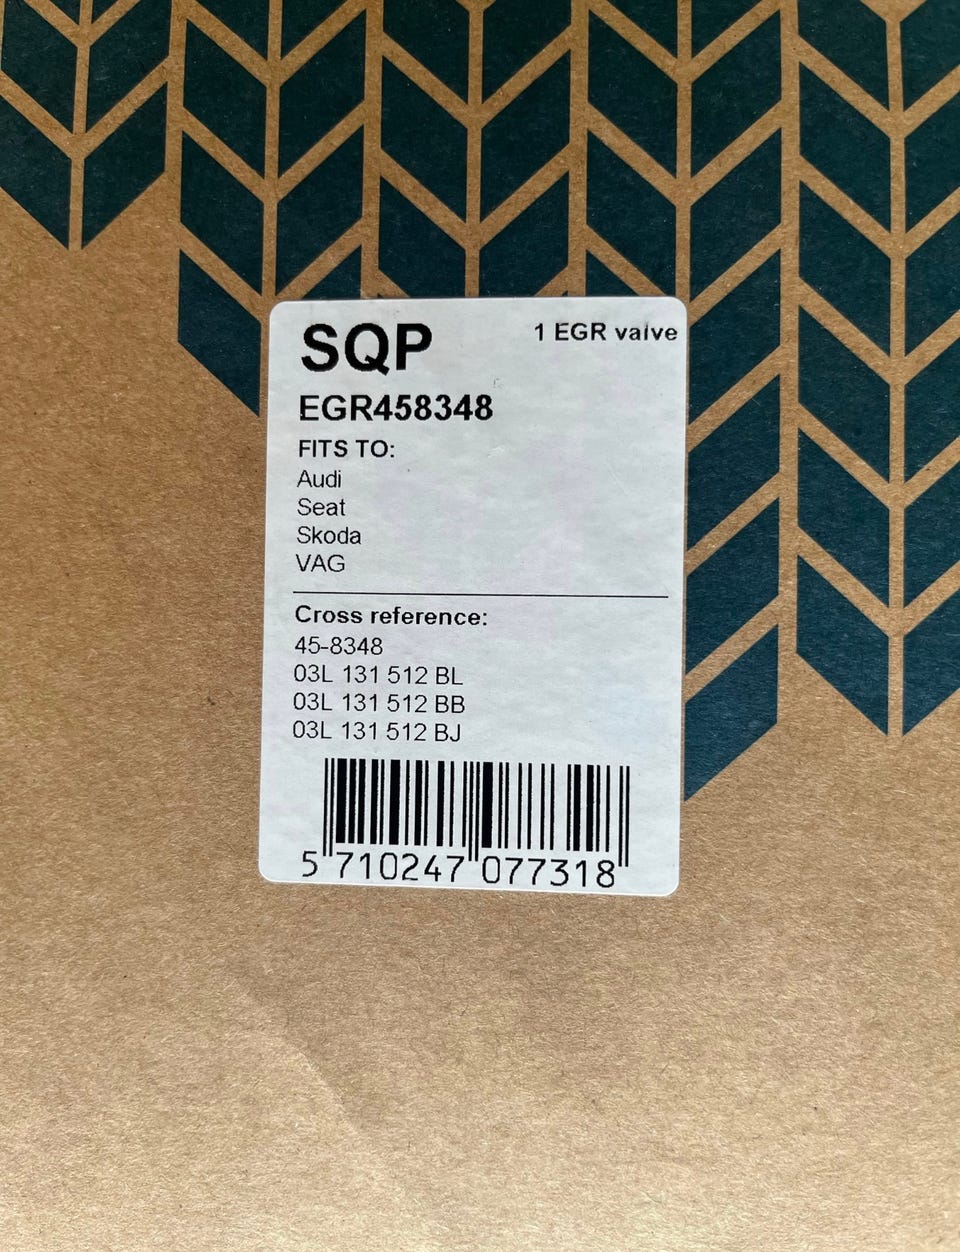 SQP
1 EGR valve
EGR458348
FITS TO:
Audi
Seat
Skoda
VAG
Cross reference:
45-8348
03L 131 512 BL
03L 131 512 BB
03L 131 512 BJ
5 710247 077318